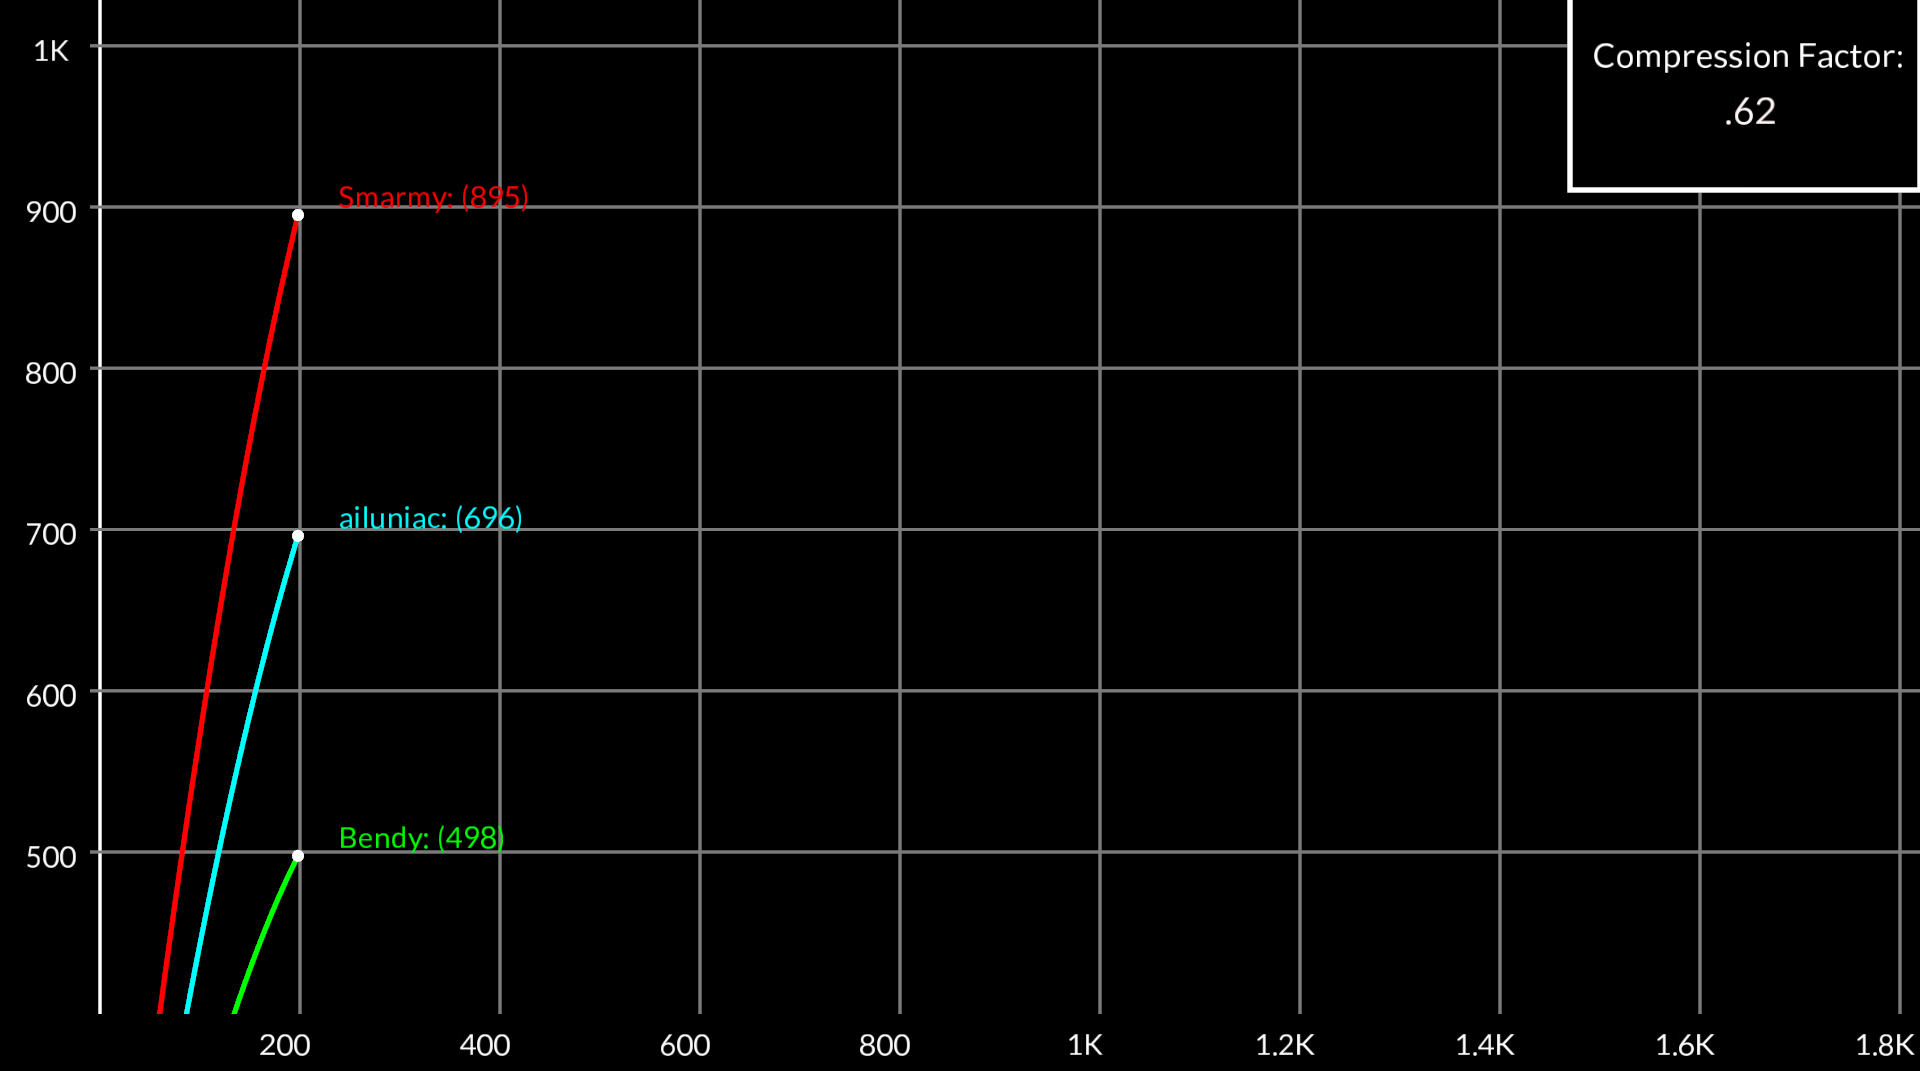 Compression Factor:
.62
1K
900
800
700
600
500
Smarmy: (895)
ailuniac: (696)
Bendy: (498)
200 400 600 800 1K 1.2K 1.4K 1.6K 1.8K